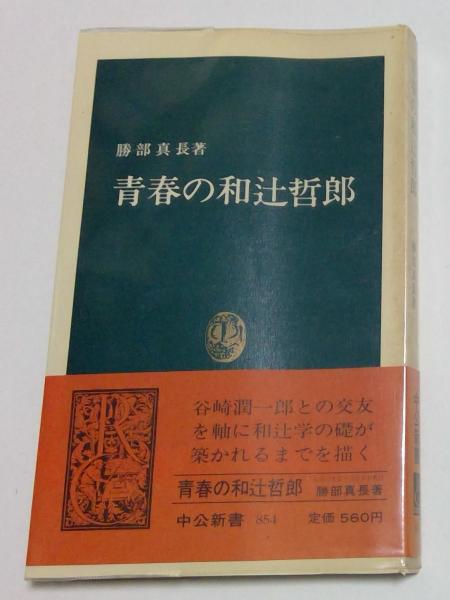 勝部真長著
青春の和辻哲郎
谷崎潤一郎との交友
を軸に和辻学の礎が
築かれるまでを描く
青春の和辻哲郎
勝部真長著
中公新書 854
定価 560円